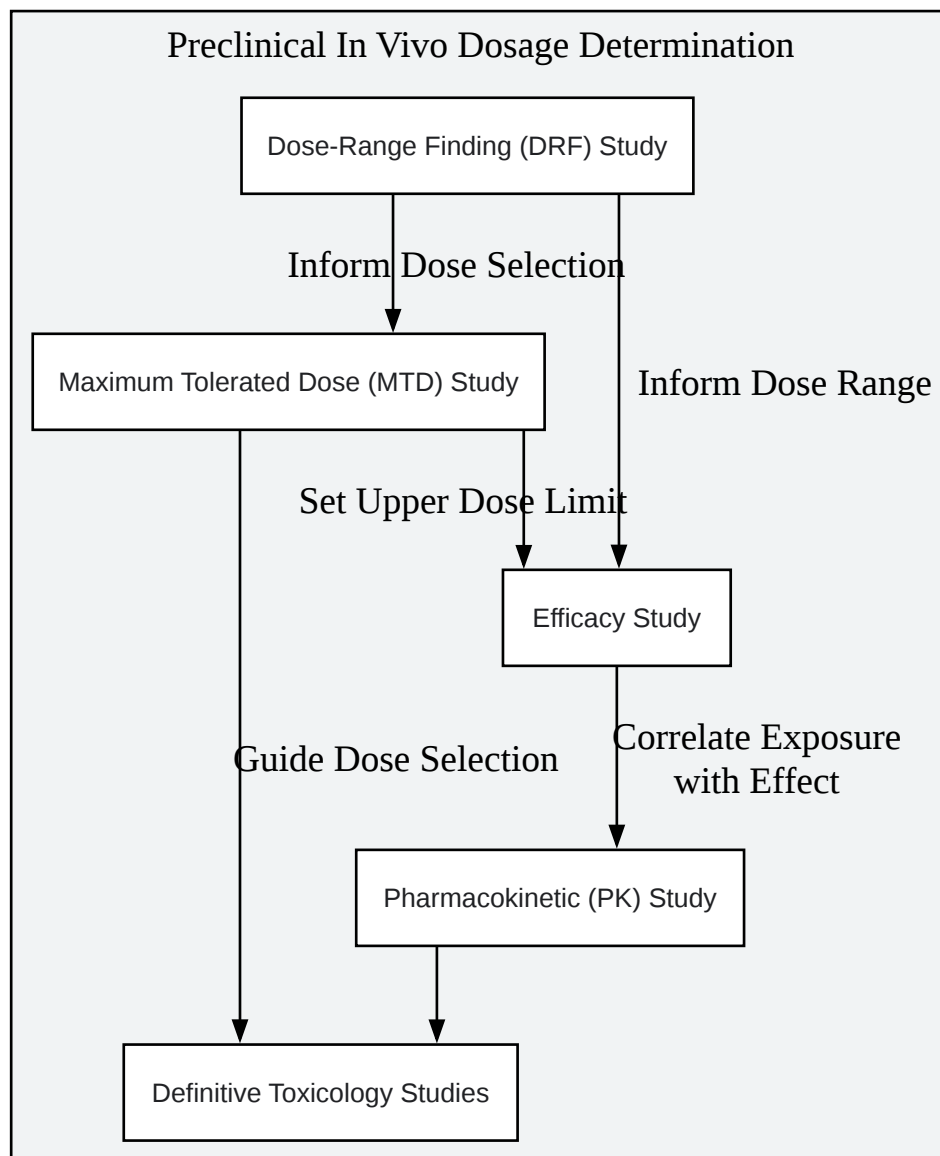 Preclinical In Vivo Dosage Determination
Dose-Range Finding (DRF) Study
Inform Dose Selection
Maximum Tolerated Dose (MTD) Study
Inform Dose Range
Set Upper Dose Limit
Efficacy Study
Guide Dose Selection
Correlate Exposure
with Effect
Pharmacokinetic (PK) Study
Definitive Toxicology Studies